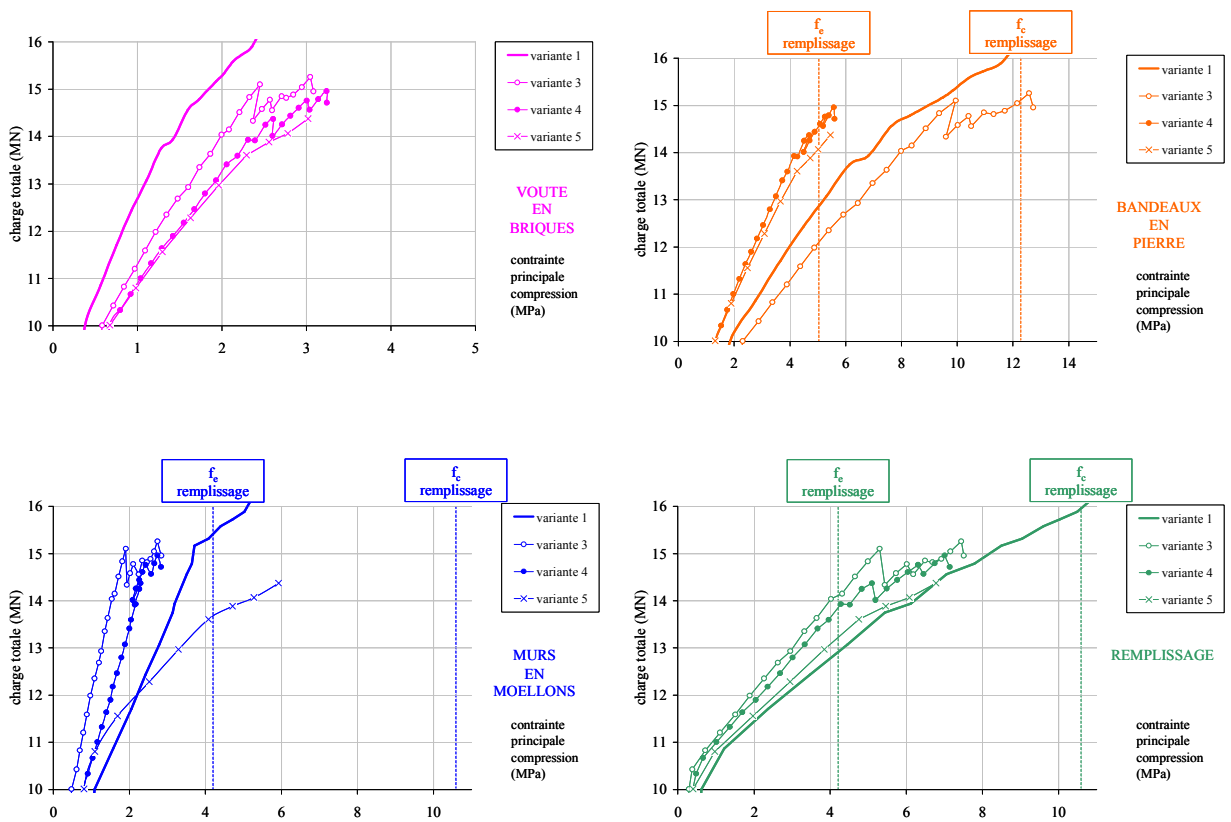 16
15
14
13
12
11
10
charge totale (MN)
0
1
2
3
4
5
variante 1
variante 3
variante 4
variante 5
VOUTE
EN
BRIQUES
contrainte
principale
compression
(MPa)
fe
remplissage
fc
remplissage
16
15
14
13
12
11
10
charge totale (MN)
0
2
4
6
8
10
12
14
variante 1
variante 3
variante 4
variante 5
BANDEAUX
EN
PIERRE
contrainte
principale
compression
(MPa)
fe
remplissage
fc
remplissage
16
15
14
13
12
11
10
charge totale (MN)
0
2
4
6
8
10
variante 1
variante 3
variante 4
variante 5
MURS
EN
MOELLONS
contrainte
principale
compression
(MPa)
fe
remplissage
fc
remplissage
16
15
14
13
12
11
10
charge totale (MN)
0
2
4
6
8
10
variante 1
variante 3
variante 4
variante 5
REMPLISSAGE
contrainte
principale
compression
(MPa)